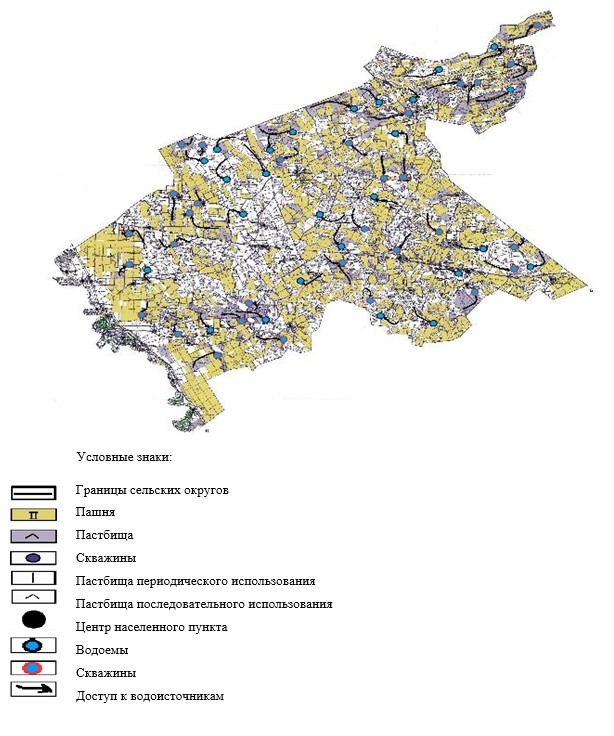 Условные знаки:
Границы сельских округов
П Пашня
Пастбища
Скважины
Пастбища периодического использования
Пастбища последовательного использования
Центр населенного пункта
Водоемы
Скважины
Доступ к водоисточникам